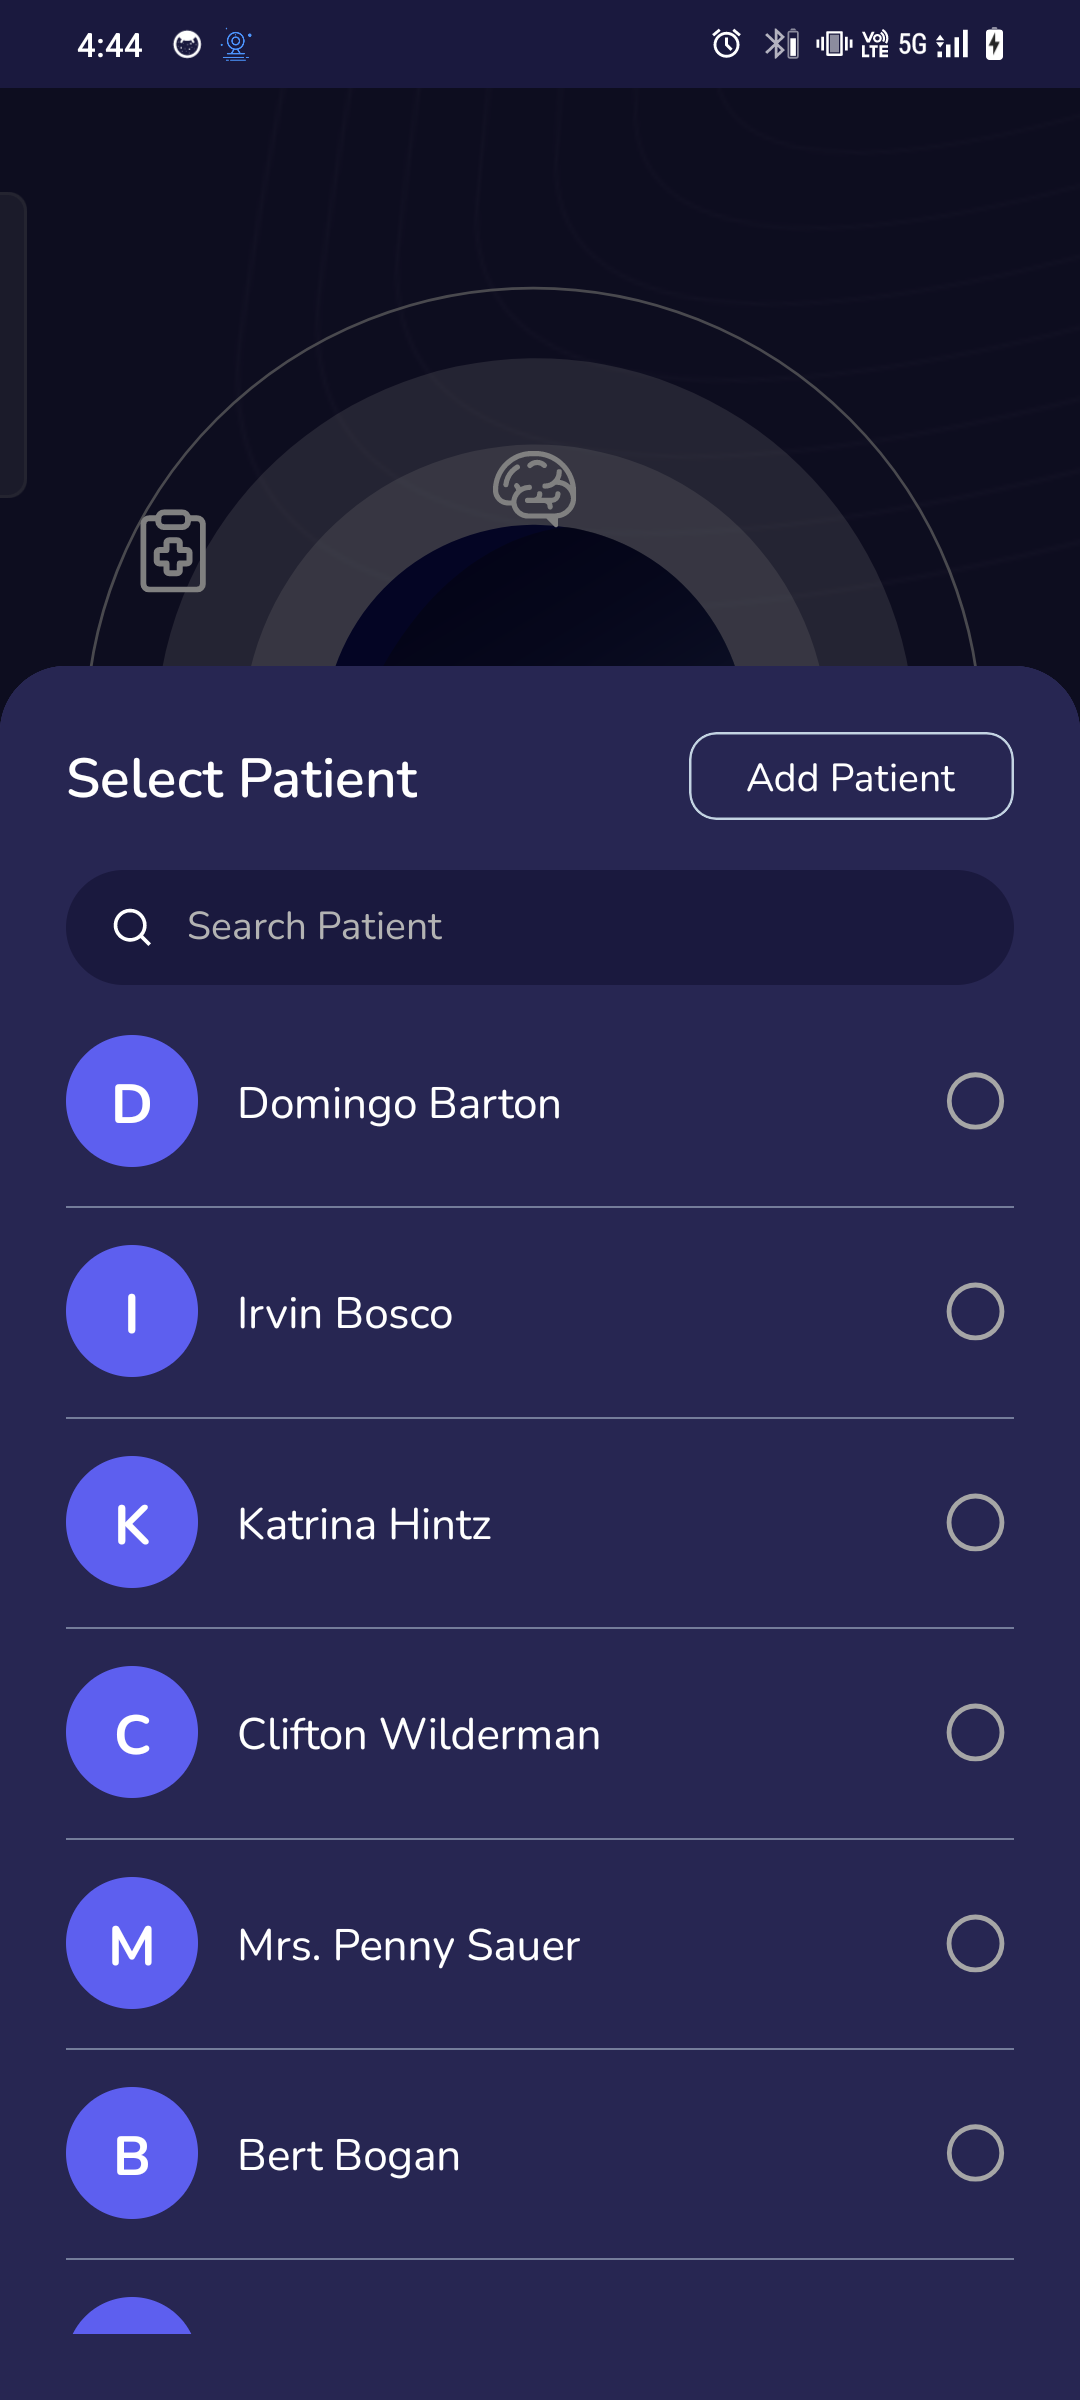 4:44
Vo) LTE 5G
Select Patient
Add Patient
Search Patient
D
Domingo Barton
I
Irvin Bosco
K
Katrina Hintz
C
Clifton Wilderman
M
Mrs. Penny Sauer
B
Bert Bogan